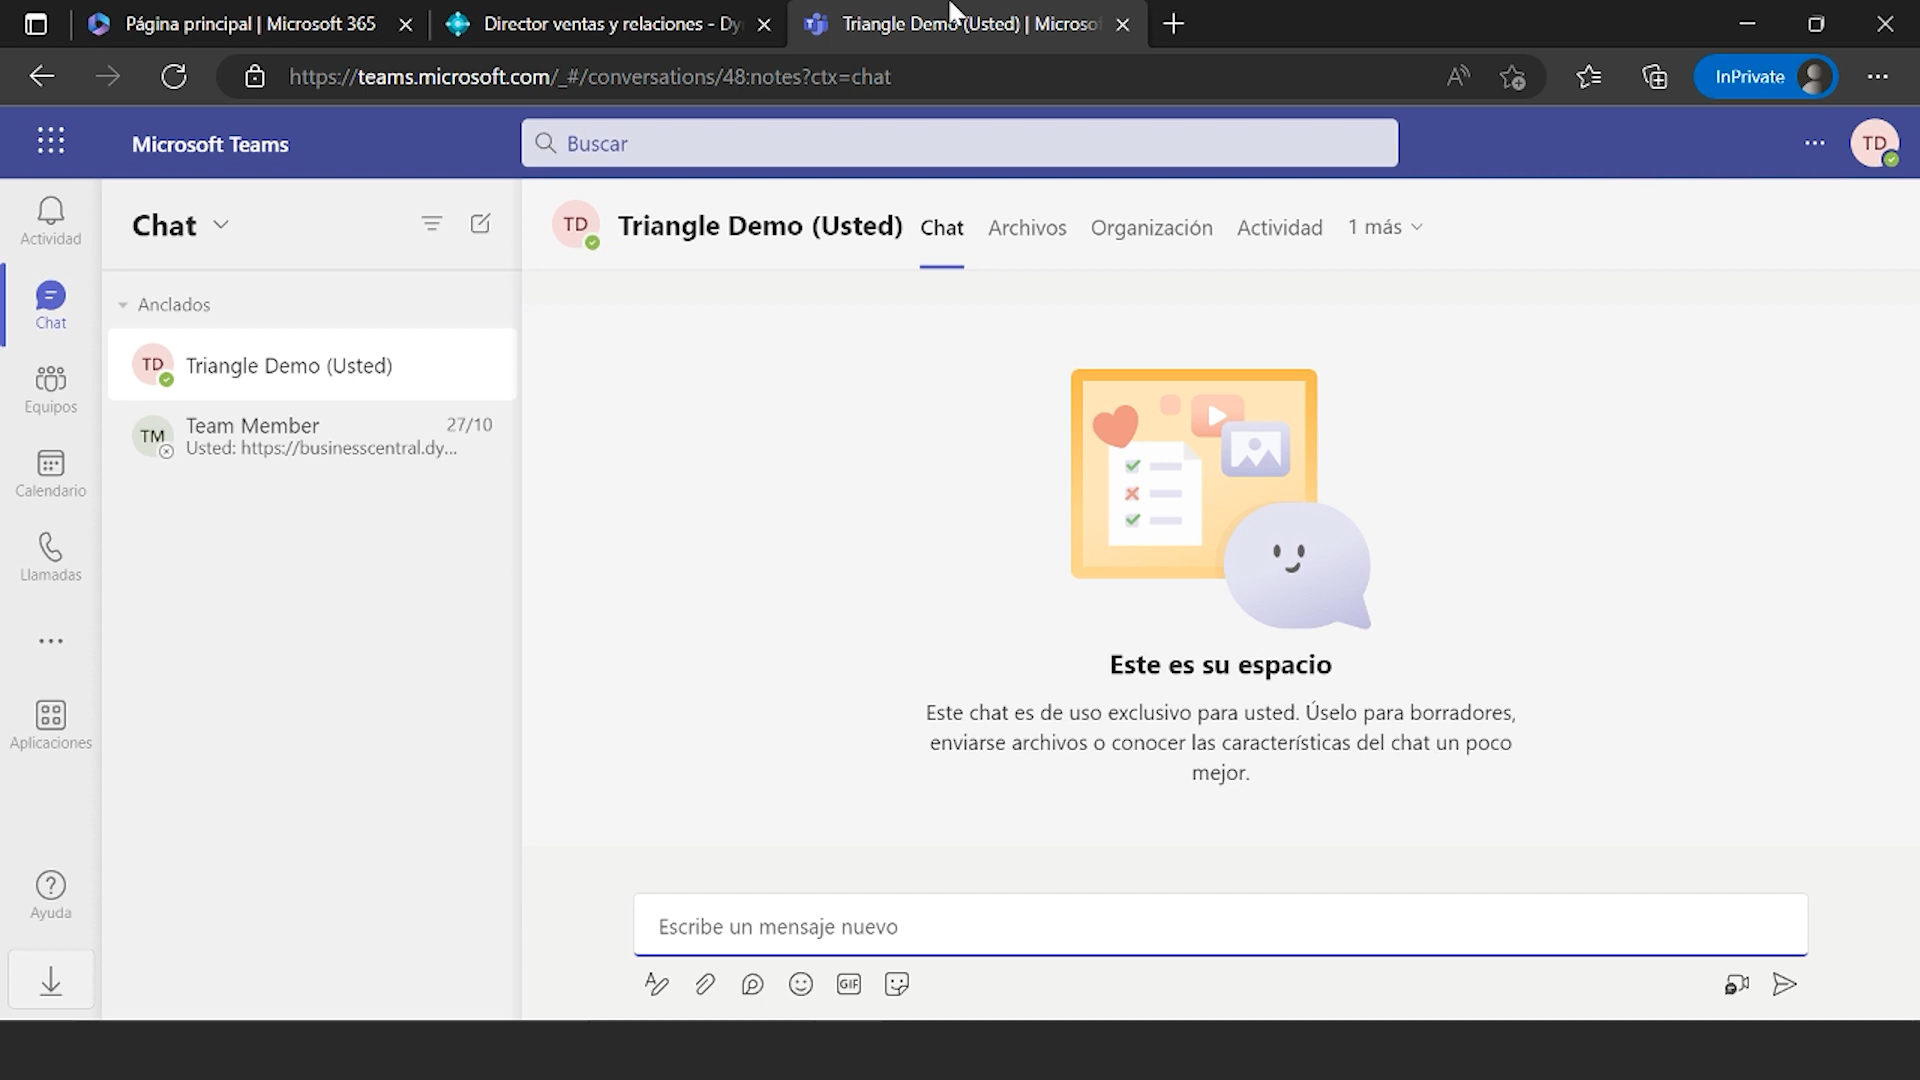 Página principal | Microsoft 365
Director ventas y relaciones - Dy
Triangle Demo (Usted) | Microsof
https://teams.microsoft.com/_#/conversations/48:notes?ctx=chat
InPrivate
Microsoft Teams
Buscar
TD
Actividad
Chat
Equipos
Calendario
Llamadas
Aplicaciones
Ayuda
Chat
Anclados
TD Triangle Demo (Usted)
TM Team Member 27/10
Usted: https://businesscentral.dy...
TD Triangle Demo (Usted) Chat Archivos Organización Actividad 1 más
Este es su espacio
Este chat es de uso exclusivo para usted. Úselo para borradores,
enviarse archivos o conocer las características del chat un poco
mejor.
Escribe un mensaje nuevo
GIF